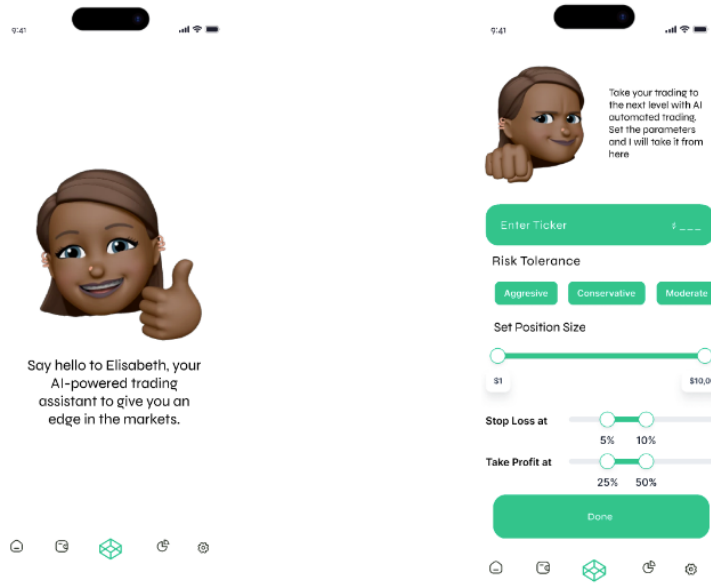 9:41
Say hello to Elisabeth, your
AI-powered trading
assistant to give you an
edge in the markets.
9:41
Take your trading to
the next level with AI
automated trading.
Set the parameters
and I will take it from
here
Enter Ticker $ ___
Risk Tolerance
Aggresive Conservative Moderate
Set Position Size
$1 $10,0
Stop Loss at
5% 10%
Take Profit at
25% 50%
Done